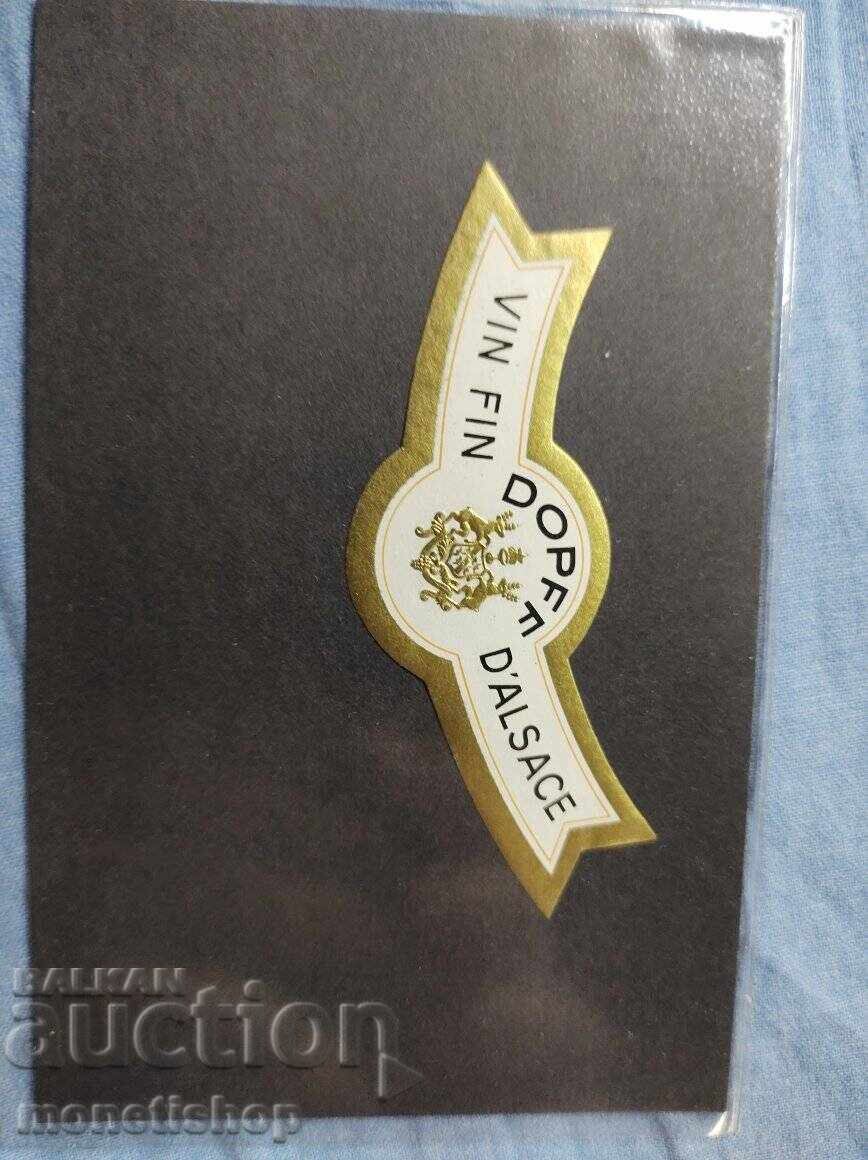 VIN FIN
DOPFF
D'ALSACE
BALKAN
auction
monetishop